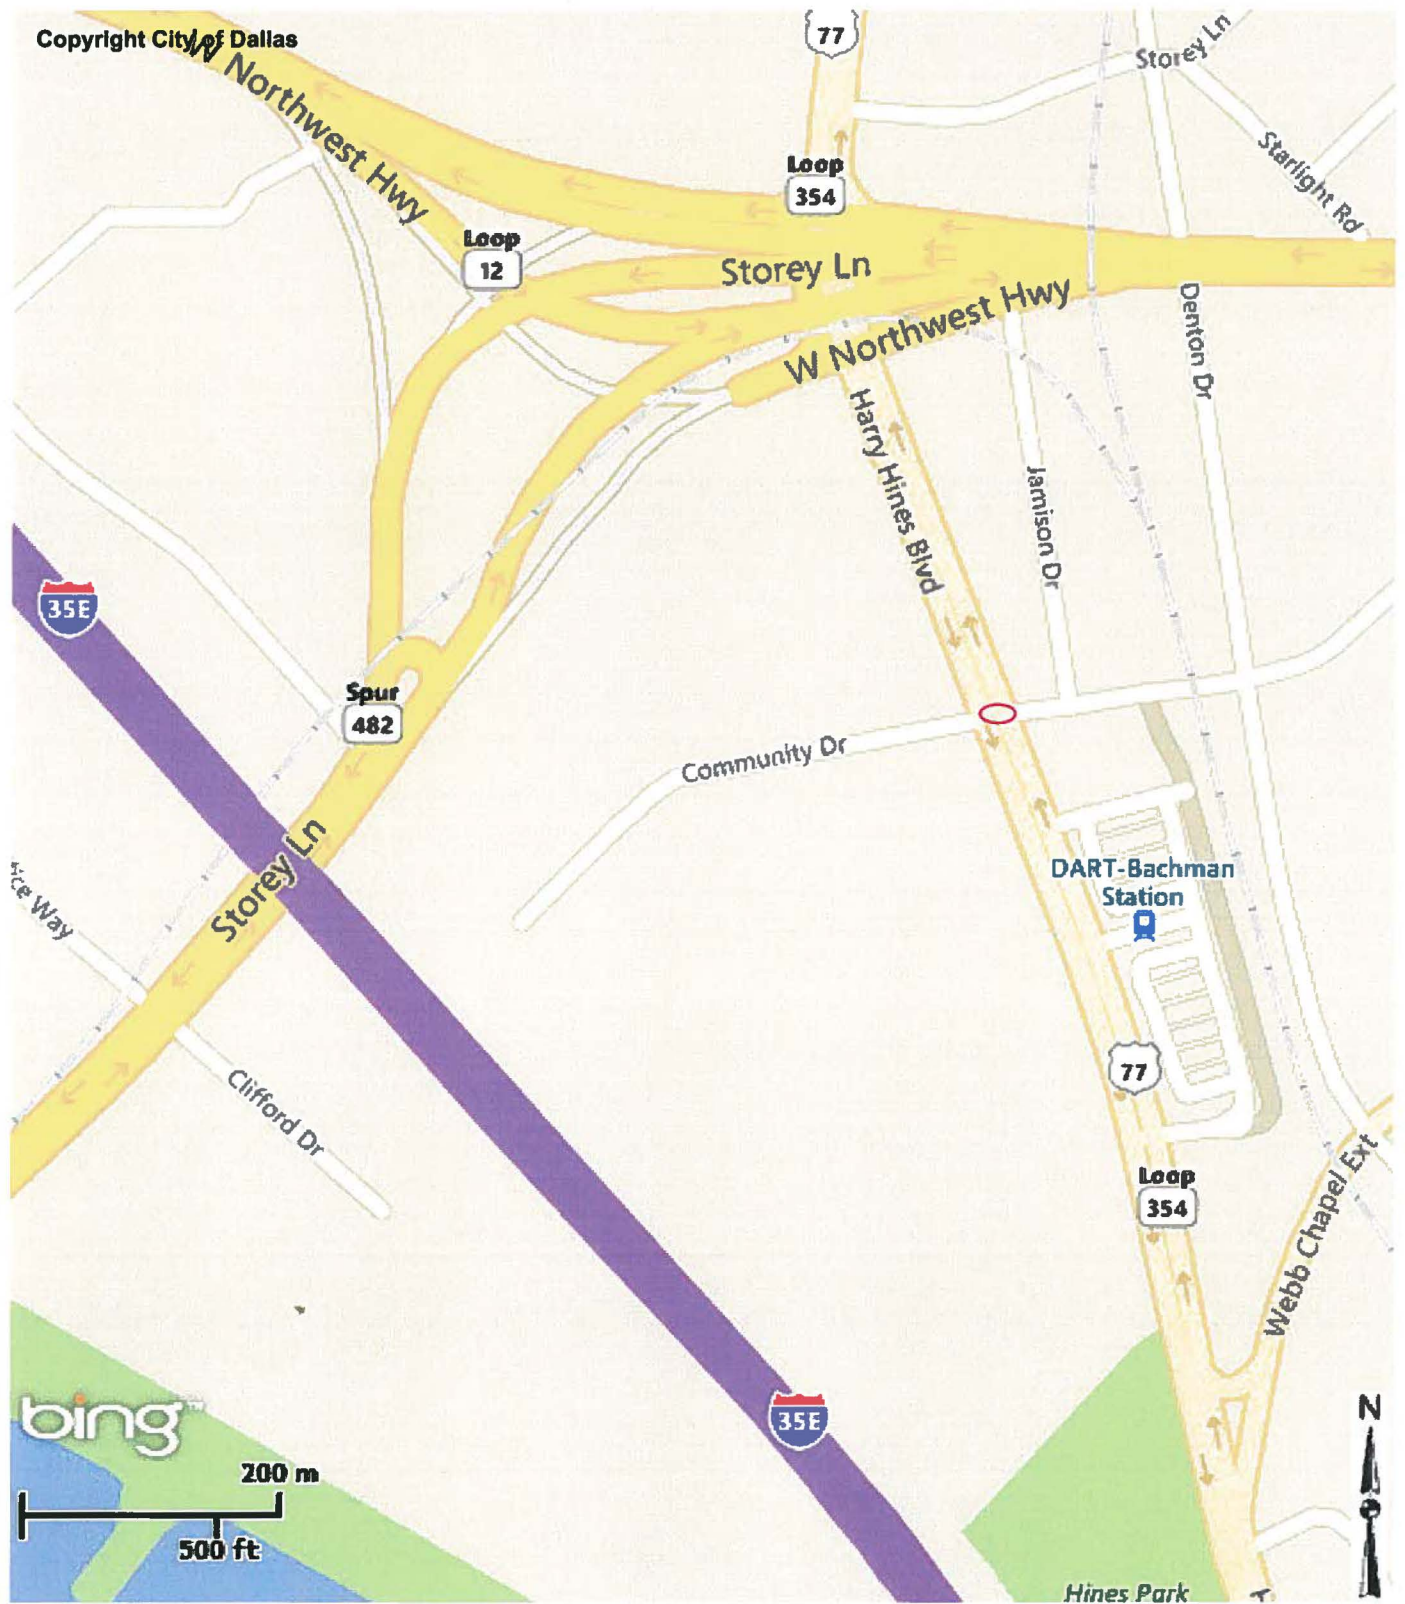 Copyright City of Dallas
77
Storey Ln
W Northwest Hwy
Loop
354
Starlight Rd
Loop
12
Storey Ln
W Northwest Hwy
Denton Dr
Harry Hines Blvd
Jamison Dr
35E
Spur
482
Community Dr
Storey Ln
DART-Bachman
Station
ice Way
77
Clifford Dr
Loop
354
Webb Chapel Ext
35E
bing™
N
200 m
500 ft
Hines Park